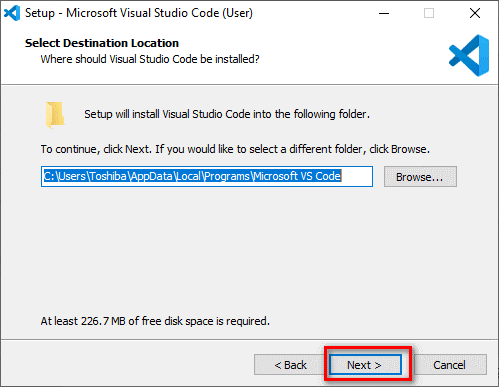 Setup - Microsoft Visual Studio Code (User)
Select Destination Location
Where should Visual Studio Code be installed?
Setup will install Visual Studio Code into the following folder.
To continue, click Next. If you would like to select a different folder, click Browse.
C:\Users\Toshiba\AppData\Local\Programs\Microsoft VS Code
Browse...
At least 226.7 MB of free disk space is required.
< Back
Next >
Cancel